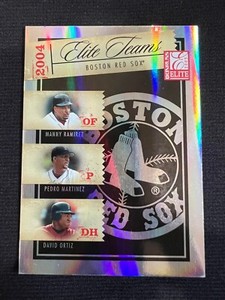 2004
Elite Teams
BOSTON RED SOX
ELITE
OF
MANNY RAMIREZ
P
PEDRO MARTINEZ
DH
DAVID ORTIZ
BOSTON
RED SOX
®